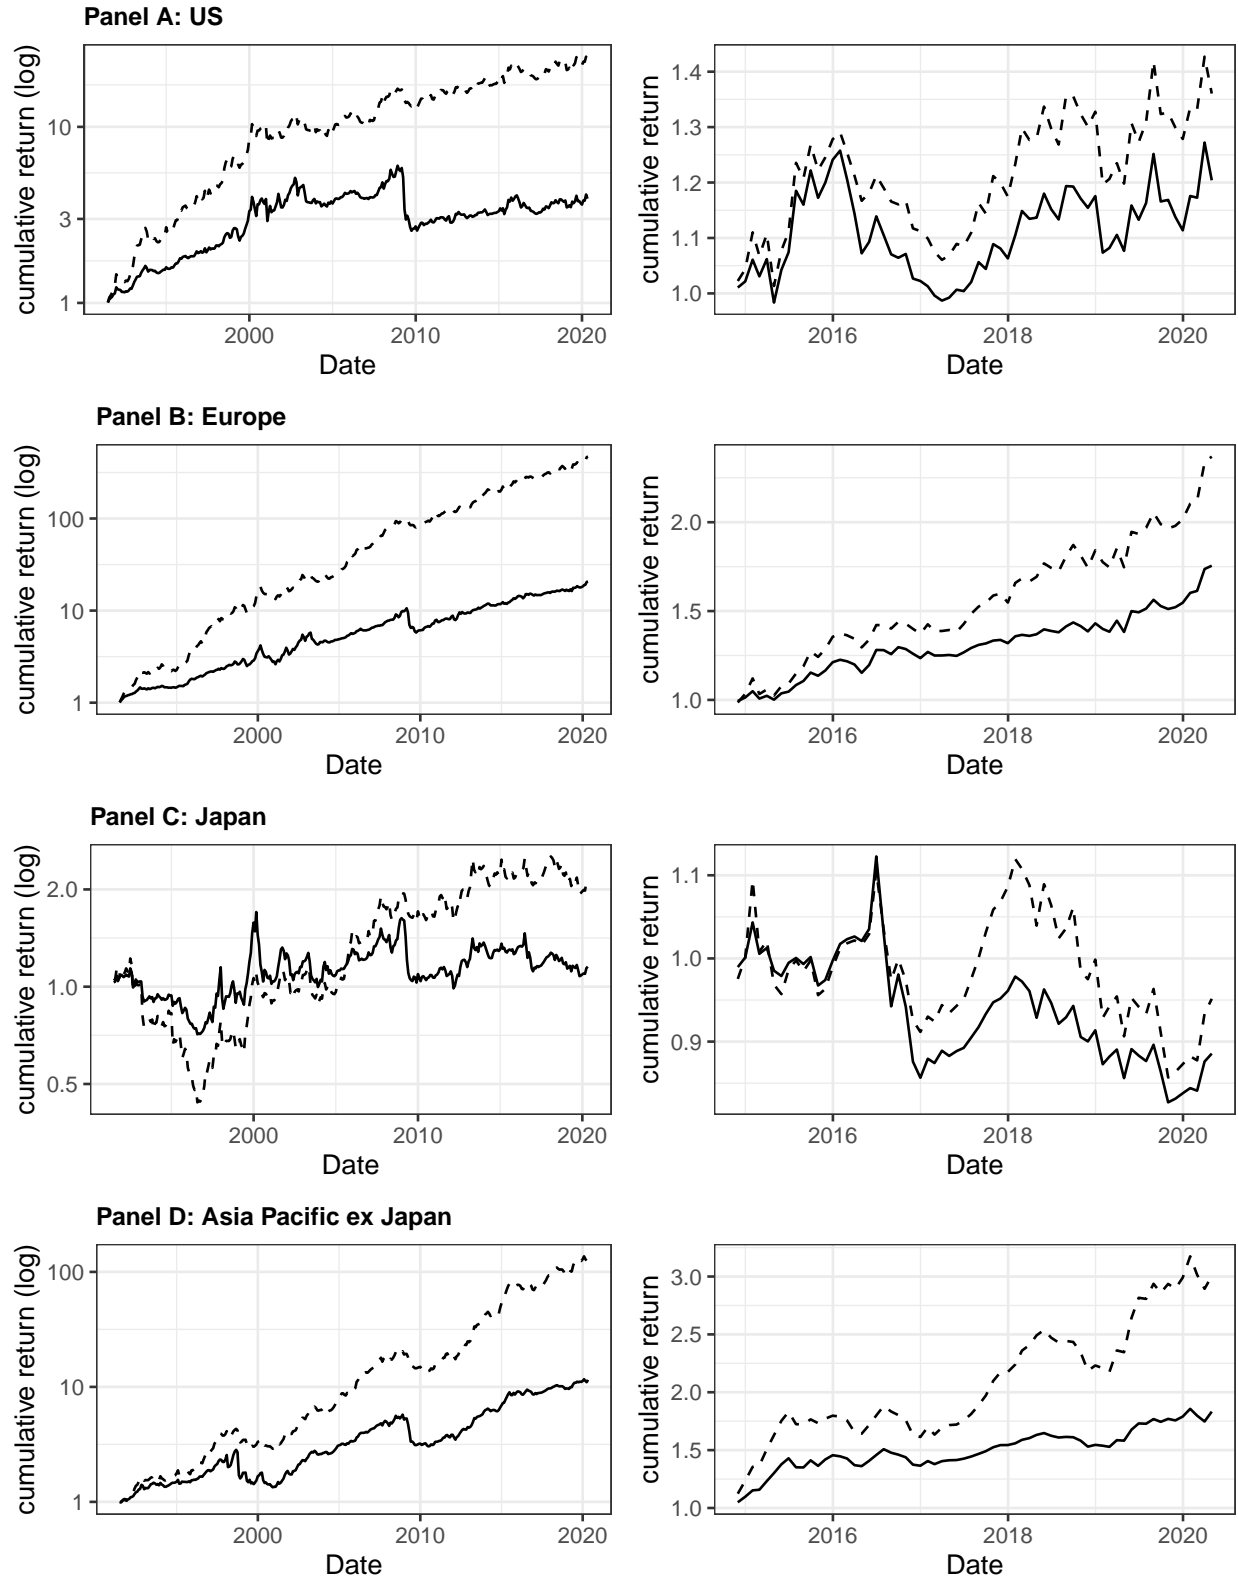 Panel A: US
cumulative return (log)
10
3
1
2000
2010
2020
Date
cumulative return
1.4
1.3
1.2
1.1
1.0
2016
2018
2020
Date
Panel B: Europe
cumulative return (log)
100
10
1
2000
2010
2020
Date
cumulative return
2.0
1.5
1.0
2016
2018
2020
Date
Panel C: Japan
cumulative return (log)
2.0
1.0
0.5
2000
2010
2020
Date
cumulative return
1.1
1.0
0.9
2016
2018
2020
Date
Panel D: Asia Pacific ex Japan
cumulative return (log)
100
10
1
2000
2010
2020
Date
cumulative return
3.0
2.5
2.0
1.5
1.0
2016
2018
2020
Date